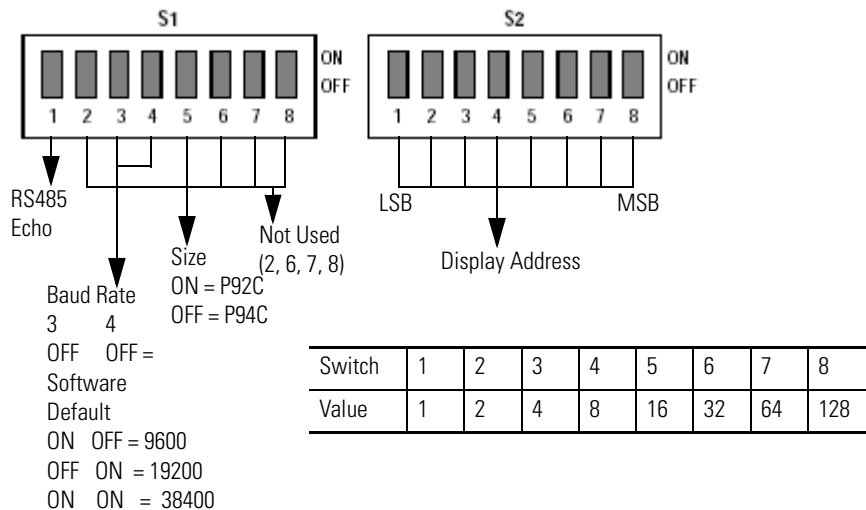 S1
ON
OFF
1 2 3 4 5 6 7 8
S2
ON
OFF
1 2 3 4 5 6 7 8
RS485
Echo
Baud Rate
3 4
OFF OFF =
Software
Default
ON OFF = 9600
OFF ON = 19200
ON ON = 38400
Size
ON = P92C
OFF = P94C
Not Used
(2, 6, 7, 8)
LSB
MSB
Display Address
Switch 1 2 3 4 5 6 7 8
Value 1 2 4 8 16 32 64 128